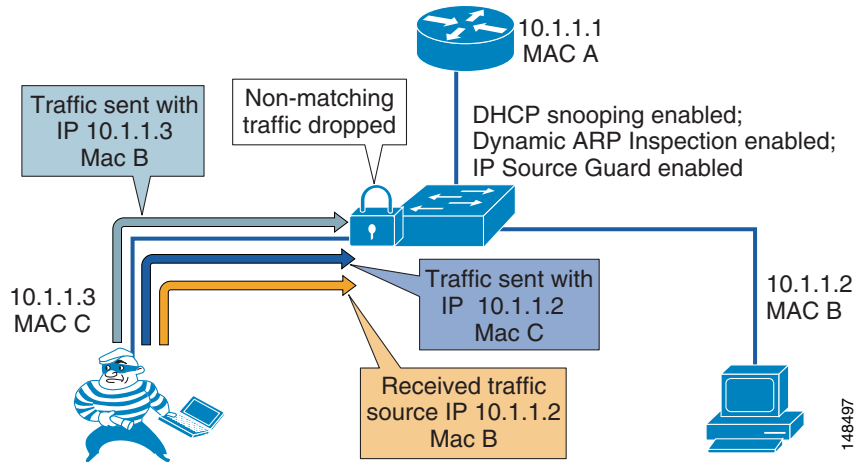 10.1.1.1
MAC A
Traffic sent with
IP 10.1.1.3
Mac B
Non-matching
traffic dropped
DHCP snooping enabled;
Dynamic ARP Inspection enabled;
IP Source Guard enabled
10.1.1.3
MAC C
Traffic sent with
IP 10.1.1.2
Mac C
10.1.1.2
MAC B
Received traffic
source IP 10.1.1.2
Mac B
148497